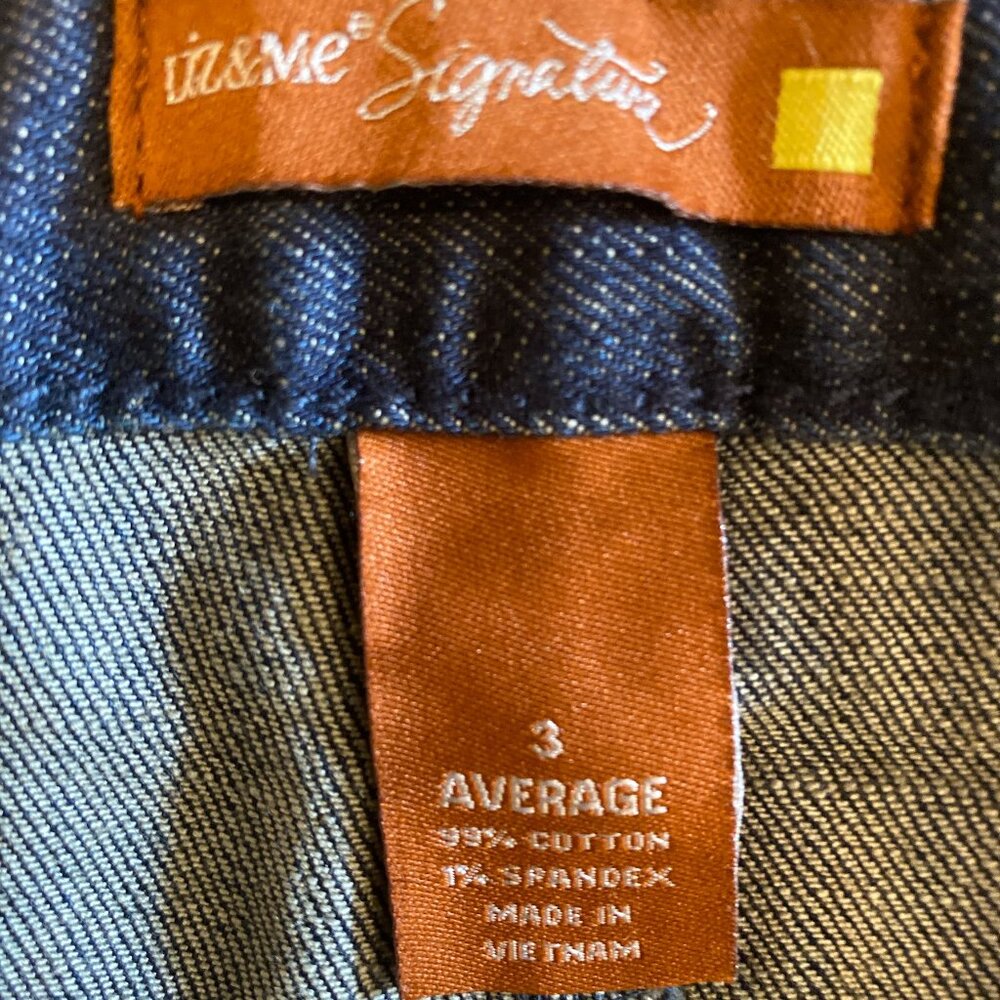 LIZ&ME® Signature
3
AVERAGE
99% COTTON
1% SPANDEX
MADE IN
VIETNAM